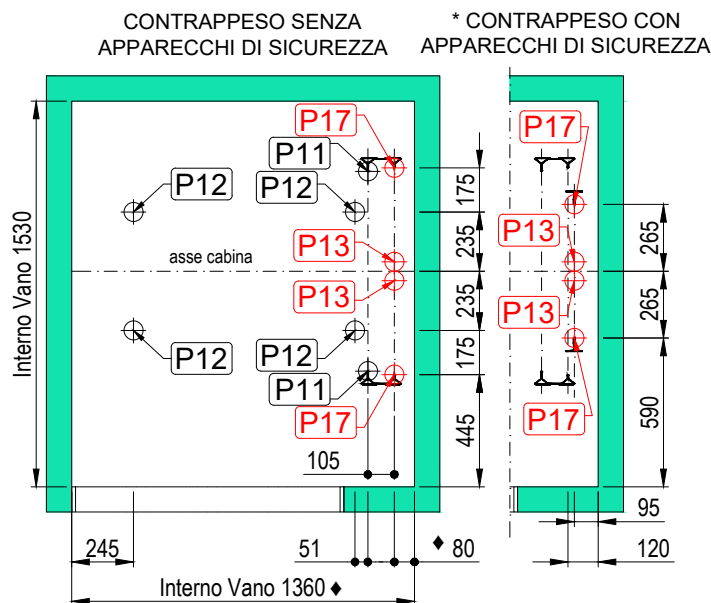 CONTRAPPESO SENZA
APPARECCHI DI SICUREZZA
* CONTRAPPESO CON
APPARECCHI DI SICUREZZA
P17
P11
P12
P12
P13
P13
P12
P12
P11
P17
asse cabina
Interno Vano 1530
175
235
235
175
445
105
245
51
♦ 80
Interno Vano 1360 ♦
P17
P13
P13
P17
265
265
590
95
120